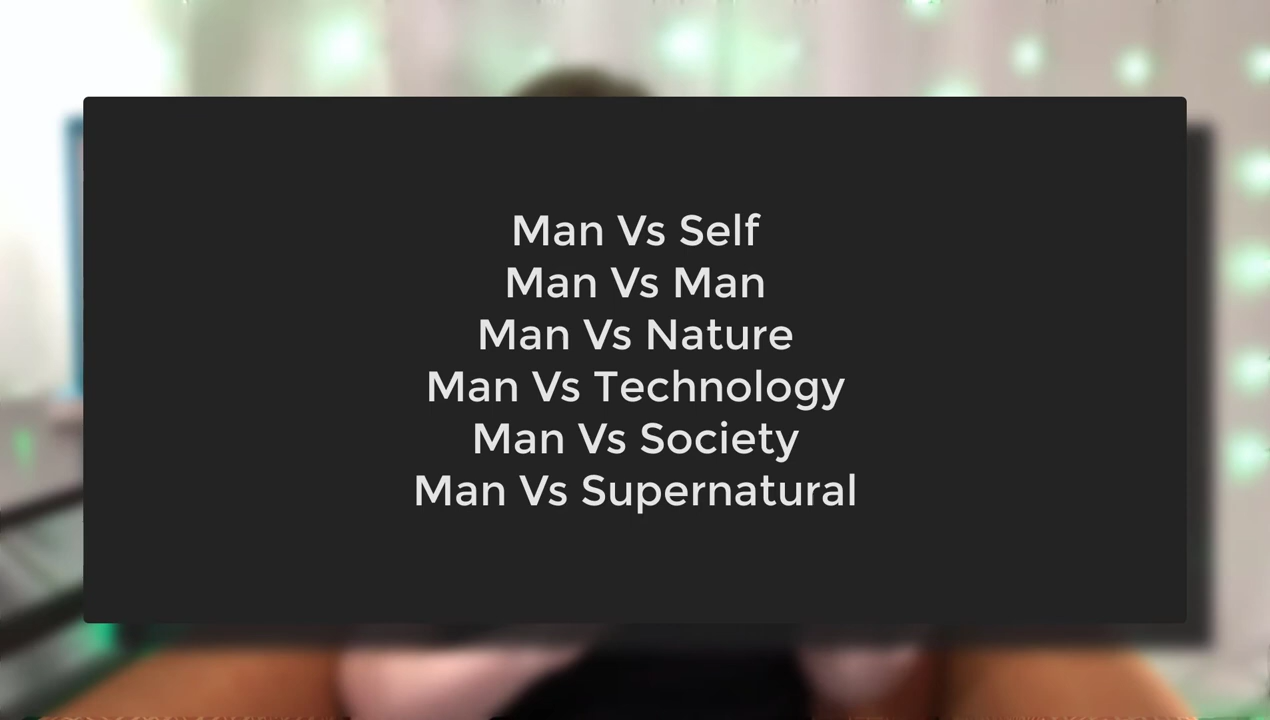 Man Vs Self
Man Vs Man
Man Vs Nature
Man Vs Technology
Man Vs Society
Man Vs Supernatural